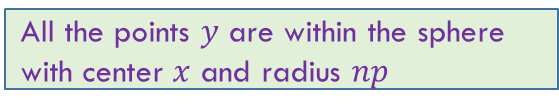 All the points y are within the sphere
with center x and radius np